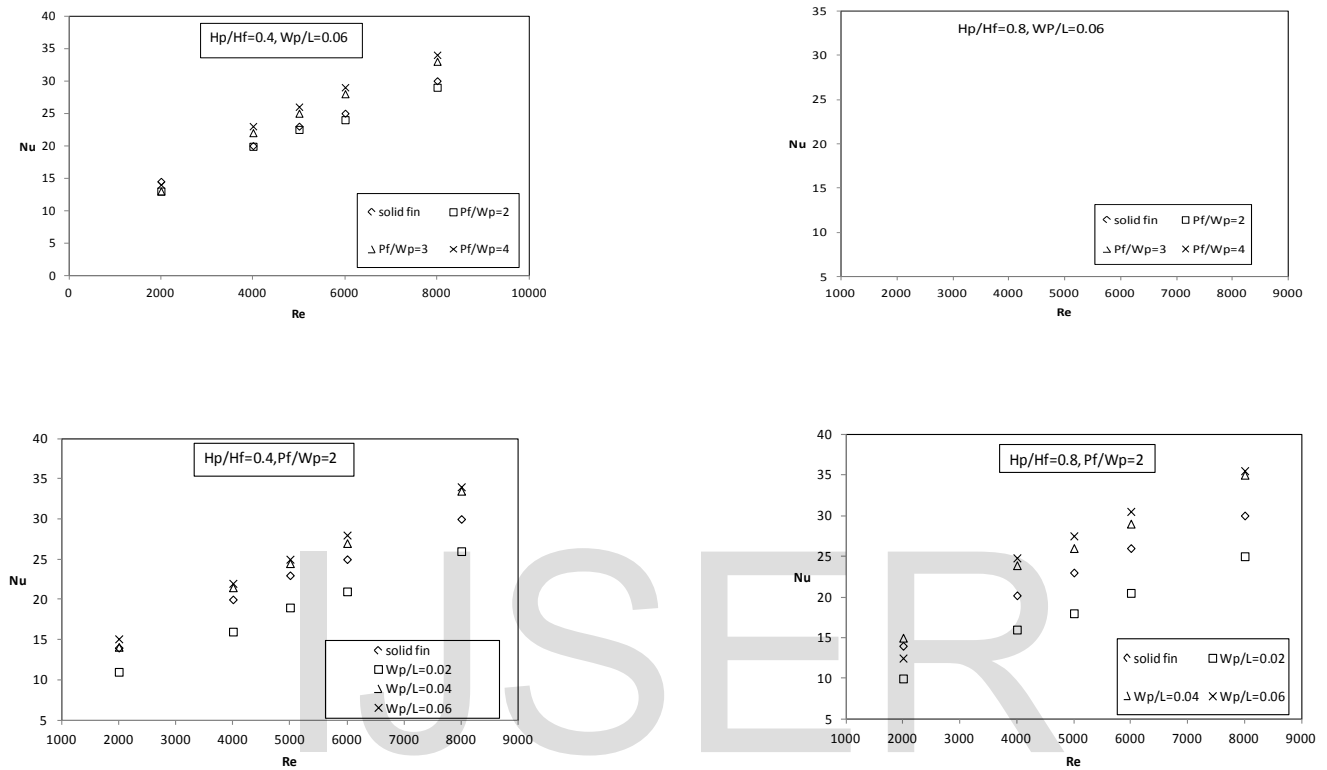 Hp/Hf=0.4, Wp/L=0.06
40
35
30
25
20
15
10
5
0
Nu
solid fin Pf/Wp=2
Pf/Wp=3 Pf/Wp=4
0 2000 4000 6000 8000 10000
Re
Hp/Hf=0.8, WP/L=0.06
35
30
25
20
15
10
5
Nu
solid fin Pf/Wp=2
Pf/Wp=3 Pf/Wp=4
1000 2000 3000 4000 5000 6000 7000 8000 9000
Re
Hp/Hf=0.4,Pf/Wp=2
40
35
30
25
20
15
10
5
Nu
solid fin
Wp/L=0.02
Wp/L=0.04
Wp/L=0.06
1000 2000 3000 4000 5000 6000 7000 8000 9000
Re
Hp/Hf=0.8, Pf/Wp=2
40
35
30
25
20
15
10
5
Nu
solid fin Wp/L=0.02
Wp/L=0.04 Wp/L=0.06
1000 2000 3000 4000 5000 6000 7000 8000 9000
Re
IJSER